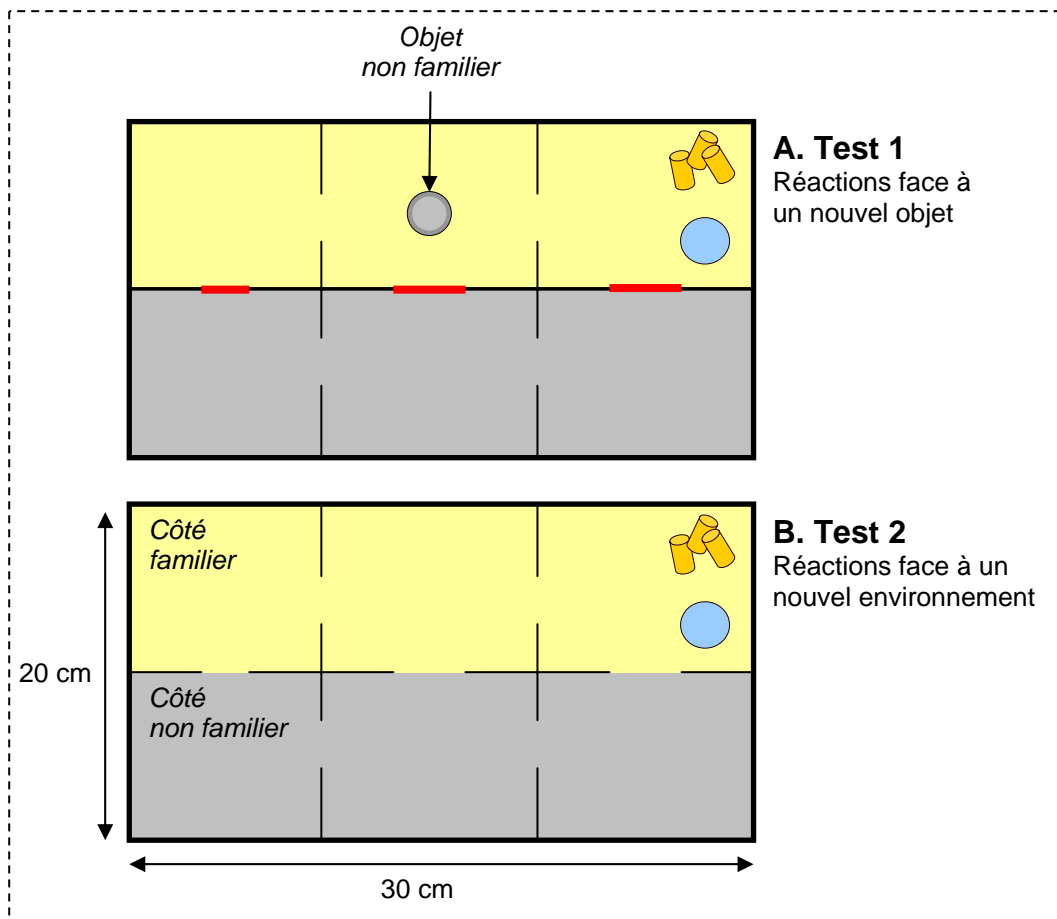 Objet
non familier
A. Test 1
Réactions face à
un nouvel objet
Côté
familier
B. Test 2
Réactions face à un
nouvel environnement
20 cm
Côté
non familier
30 cm